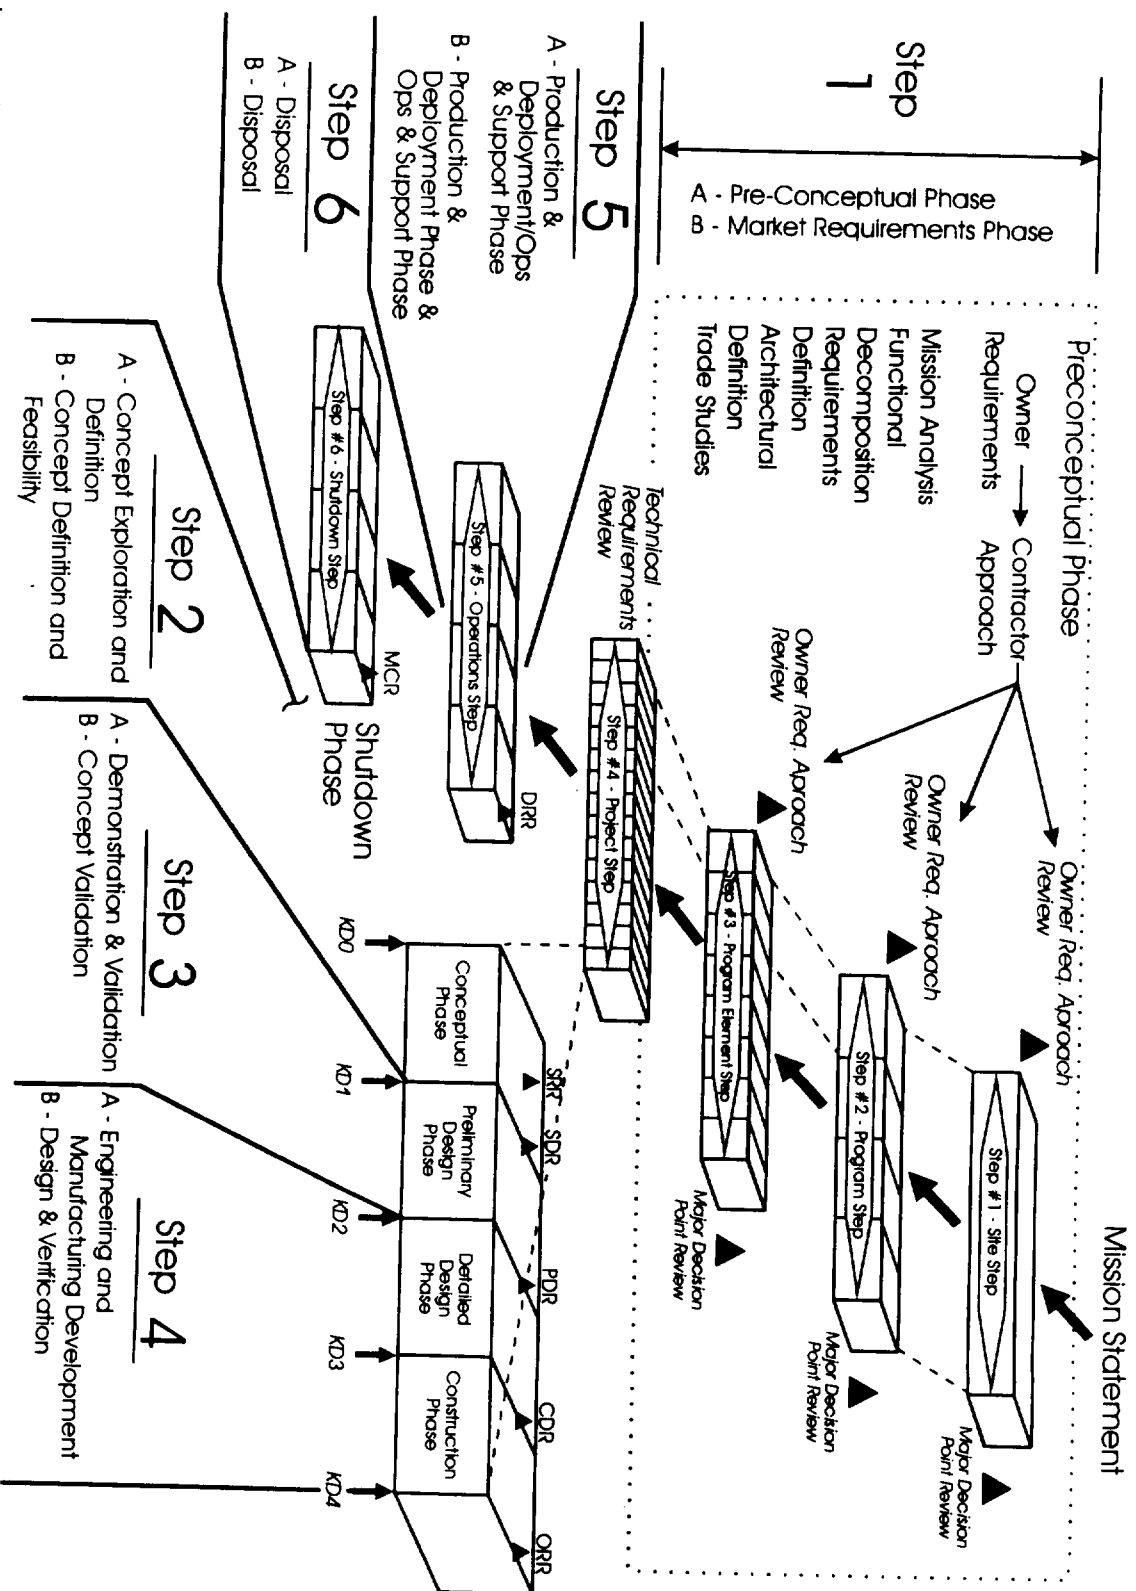 Mission Statement
Step
1
A - Pre-Conceptual Phase
B - Market Requirements Phase
Preconceptual Phase
Owner
Requirements
Contractor
Approach
Mission Analysis
Functional
Decomposition
Requirements
Definition
Architectural
Definition
Trade Studies
Owner Req. Aproach
Review
Owner Req. Aproach
Review
Owner Req. Aproach
Review
Step #1 - Site Step
Major Decision
Point Review
Step #2 - Program Step
Major Decision
Point Review
Step #3 - Program Element Step
Major Decision
Point Review
Technical
Requirements
Review
Step #4 - Project Step
Step 5
A - Production &
Deployment/Ops
& Support Phase
B - Production &
Deployment Phase &
Ops & Support Phase
Step #5 - Operations Step
DRR
Step 6
A - Disposal
B - Disposal
Step #6 - Shutdown Step
MCR
Shutdown
Phase
SRR
SDR
PDR
CDR
ORR
Conceptual
Phase
Preliminary
Design
Phase
Detailed
Design
Phase
Construction
Phase
KD0
KD1
KD2
KD3
KD4
Step 2
A - Concept Exploration and
Definition
B - Concept Definition and
Feasibility
Step 3
A - Demonstration & Validation
B - Concept Validation
Step 4
A - Engineering and
Manufacturing Development
B - Design & Verification